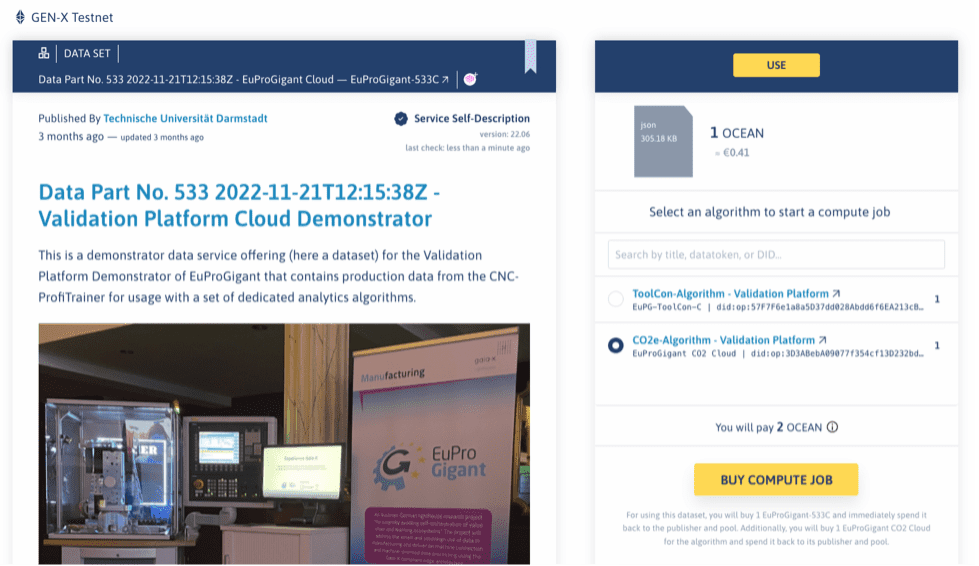 GEN-X Testnet
DATA SET
Data Part No. 533 2022-11-21T12:15:38Z - EuProGigant Cloud — EuProGigant-533C ↗
Published By Technische Universität Darmstadt
3 months ago — updated 3 months ago
Service Self-Description
version: 22.06
last check: less than a minute ago
Data Part No. 533 2022-11-21T12:15:38Z -
Validation Platform Cloud Demonstrator
This is a demonstrator data service offering (here a dataset) for the Validation
Platform Demonstrator of EuProGigant that contains production data from the CNC-
ProfiTrainer for usage with a set of dedicated analytics algorithms.
gaia-x
Manufacturing
EuPro
Gigant
USE
json
305.18 KB
1 OCEAN
≈ €0.41
Select an algorithm to start a compute job
Search by title, datatoken, or DID...
ToolCon-Algorithm - Validation Platform ↗
EuPG-ToolCon-C | did:op:57F7F6e1a8a5D37dd028Abdd6f6EA213cB…
1
CO2e-Algorithm - Validation Platform ↗
EuProGigant CO2 Cloud | did:op:3D3ABebA09077f354cf13D232bd…
1
You will pay 2 OCEAN
BUY COMPUTE JOB
For using this dataset, you will buy 1 EuProGigant-533C and immediately spend it
back to the publisher and pool. Additionally, you will buy 1 EuProGigant CO2 Cloud
for the algorithm and spend it back to its publisher and pool.